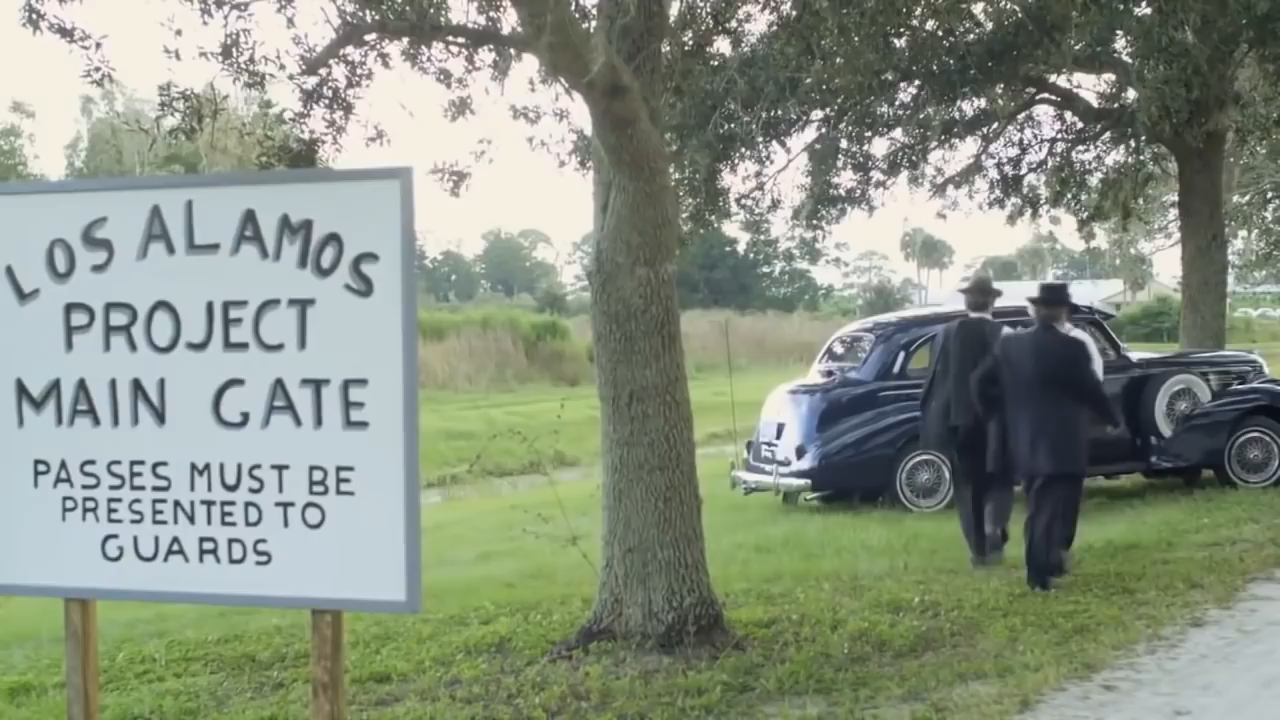 LOS ALAMOS
PROJECT
MAIN GATE
PASSES MUST BE
PRESENTED TO
GUARDS